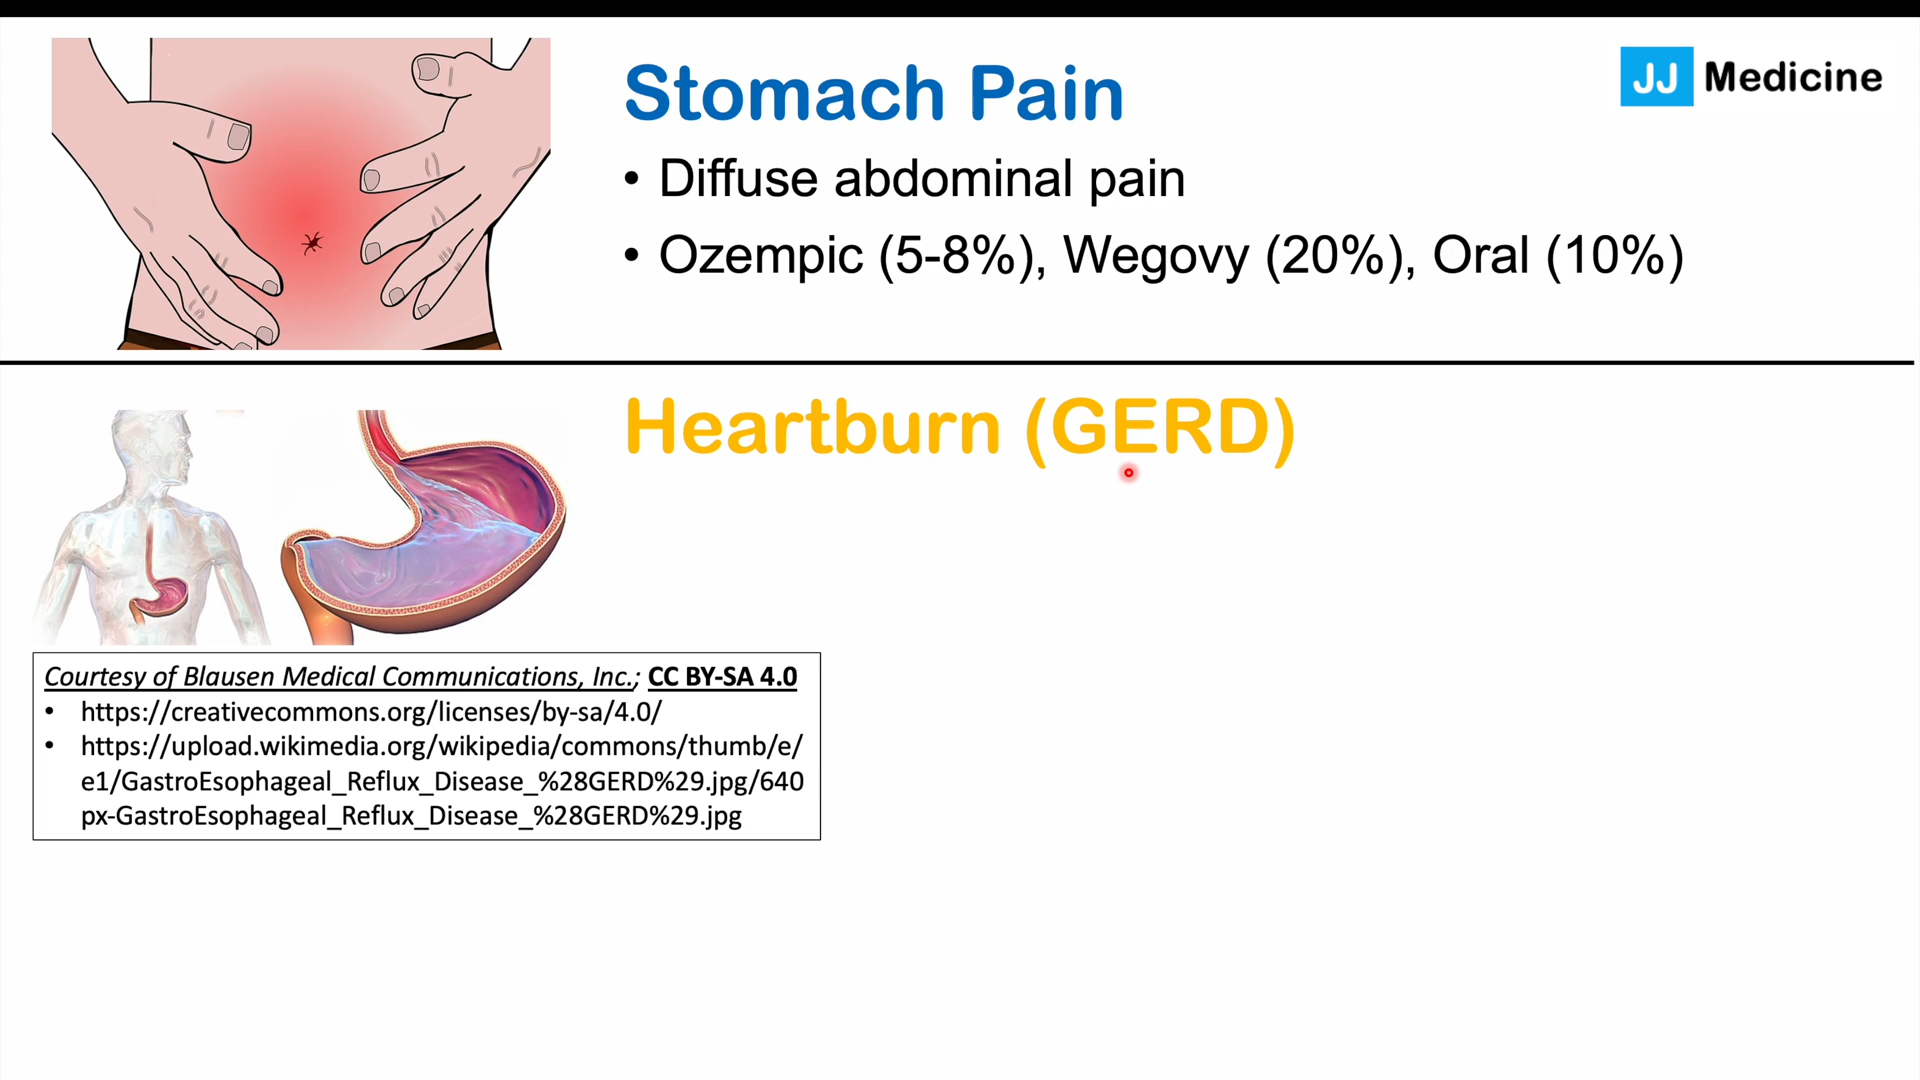 Stomach Pain
JJ Medicine
• Diffuse abdominal pain
• Ozempic (5-8%), Wegovy (20%), Oral (10%)
Heartburn (GERD)
Courtesy of Blausen Medical Communications, Inc.; CC BY-SA 4.0
• https://creativecommons.org/licenses/by-sa/4.0/
• https://upload.wikimedia.org/wikipedia/commons/thumb/e/
e1/GastroEsophageal_Reflux_Disease_%28GERD%29.jpg/640
px-GastroEsophageal_Reflux_Disease_%28GERD%29.jpg